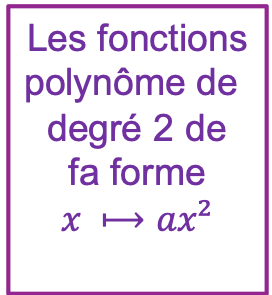 Les fonctions
polynôme de
degré 2 de
fa forme
𝑥 ⟼ 𝑎𝑥²